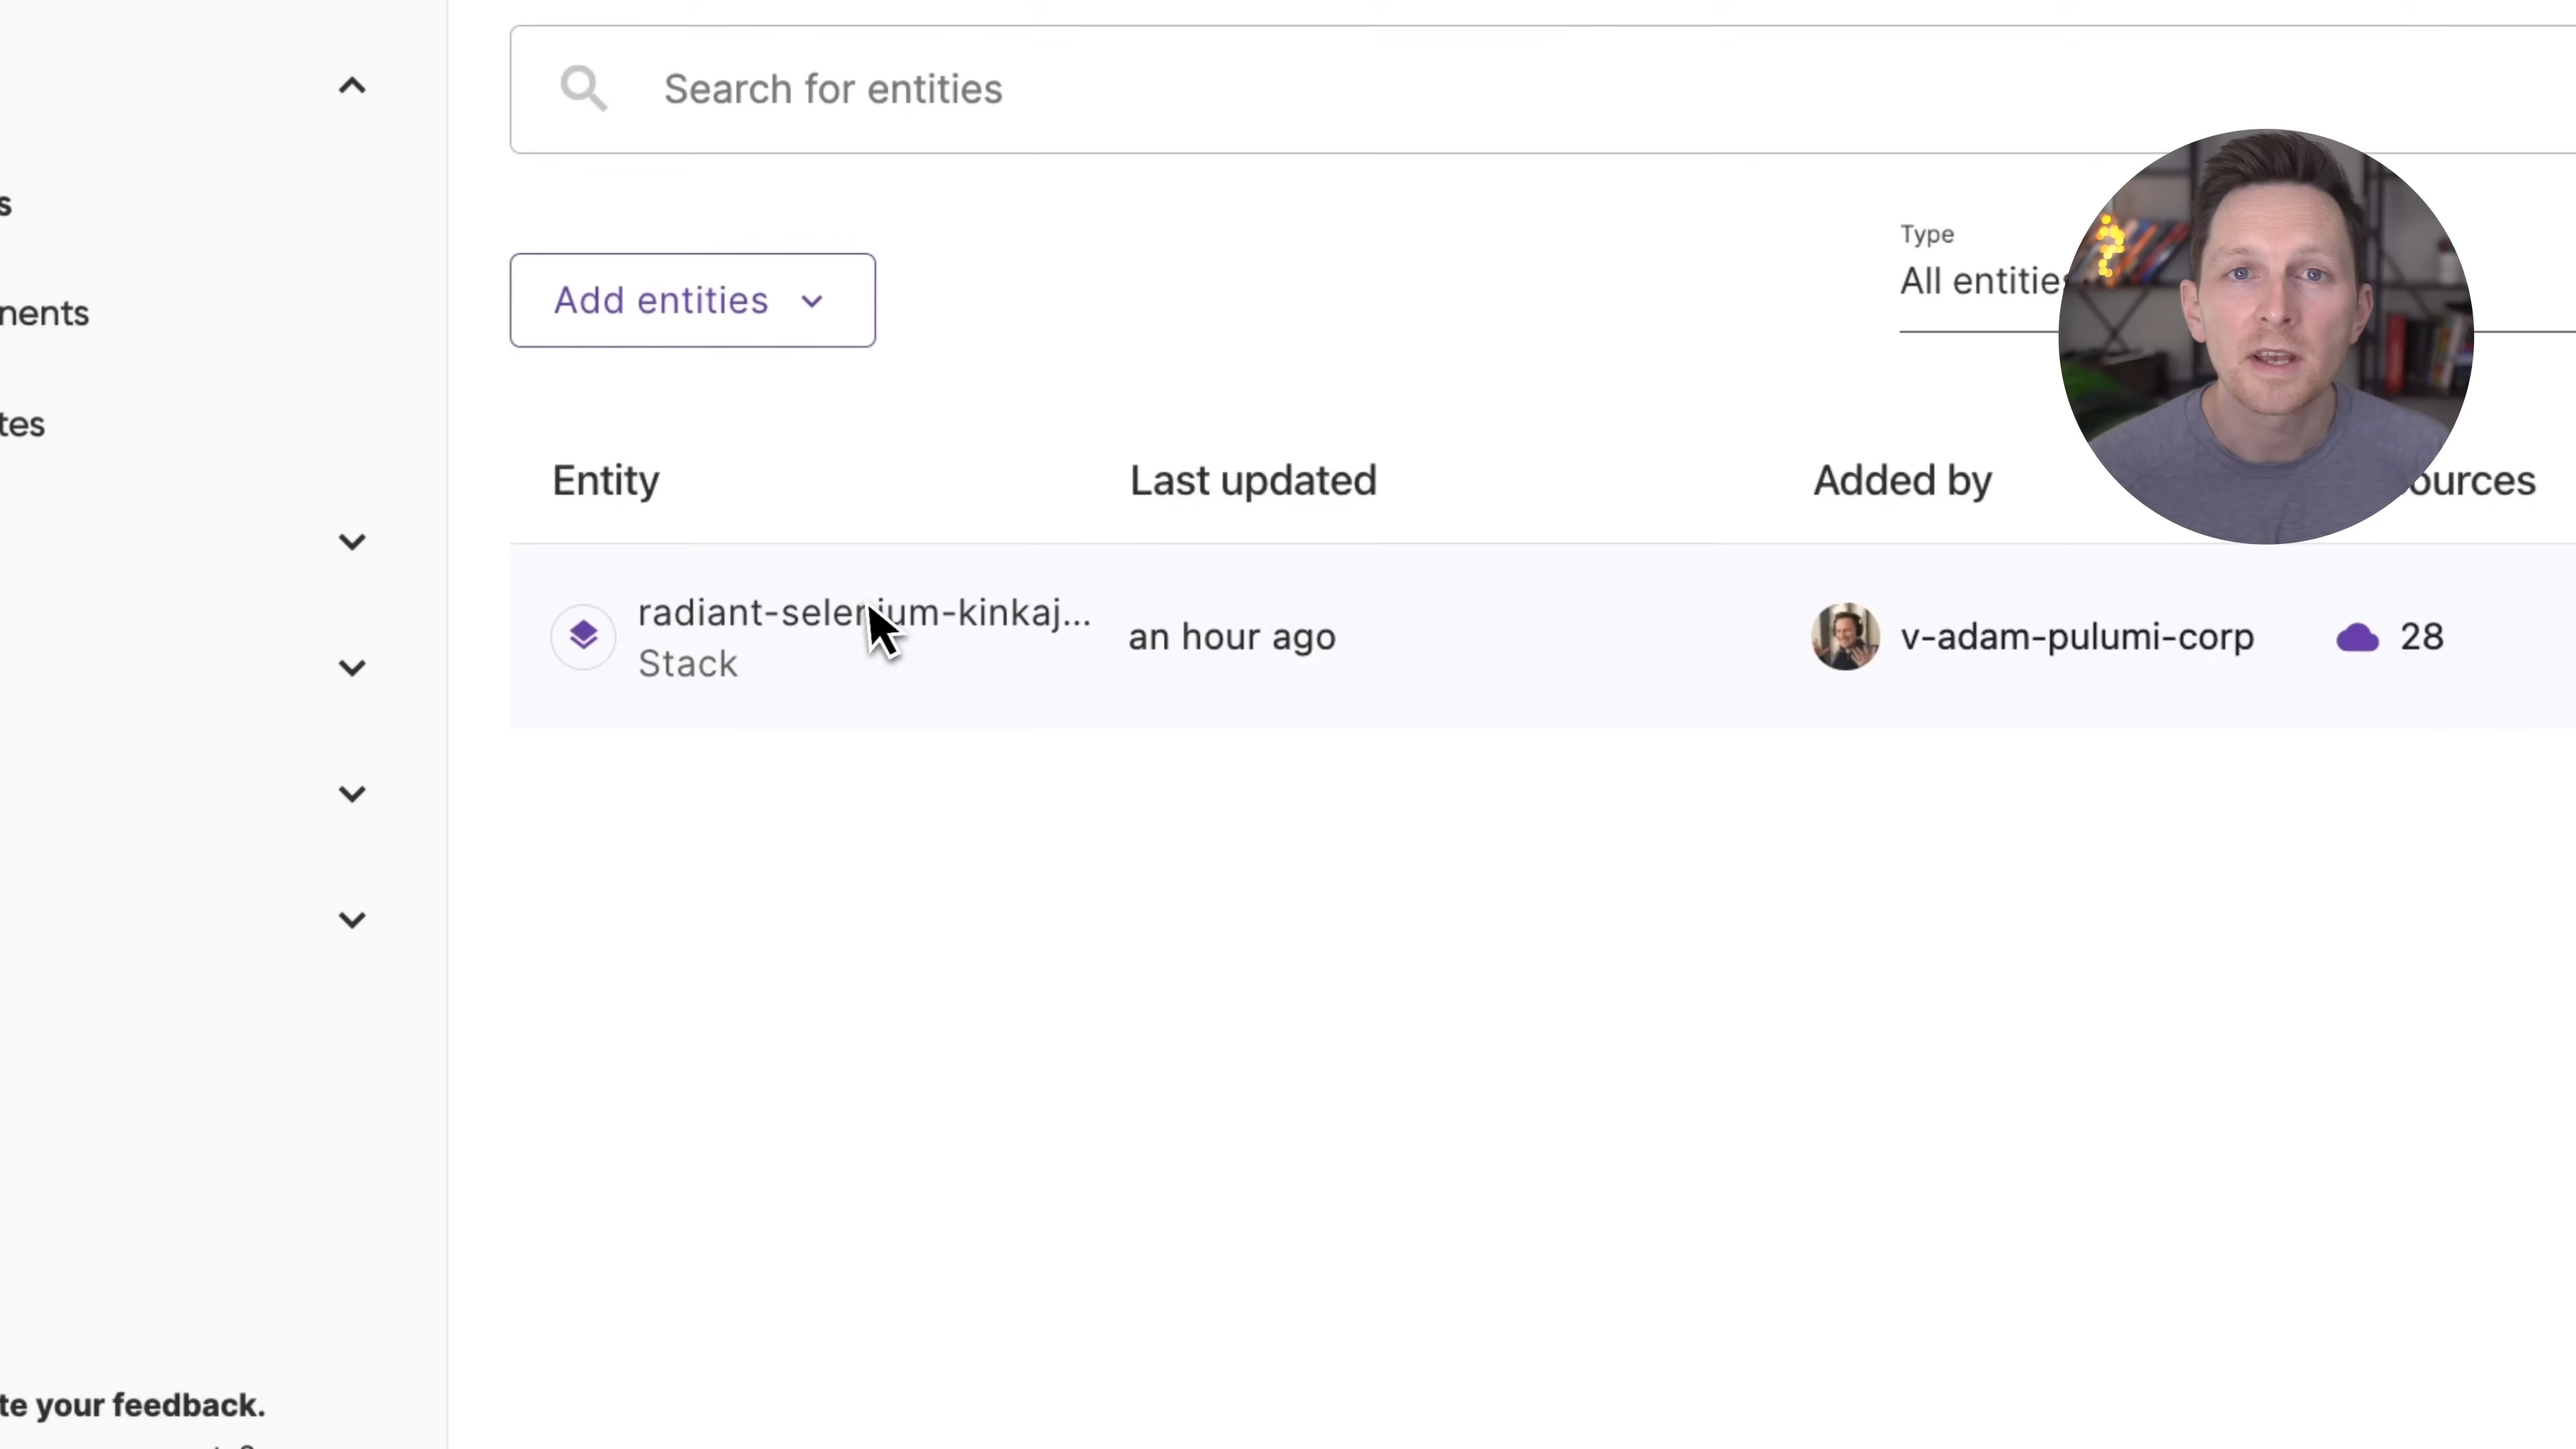 Search for entities
s
nents
tes
Add entities
Type
All entities
Entity
Last updated
Added by
ources
radiant-selenium-kinkaj...
Stack
an hour ago
v-adam-pulumi-corp
28
te your feedback.